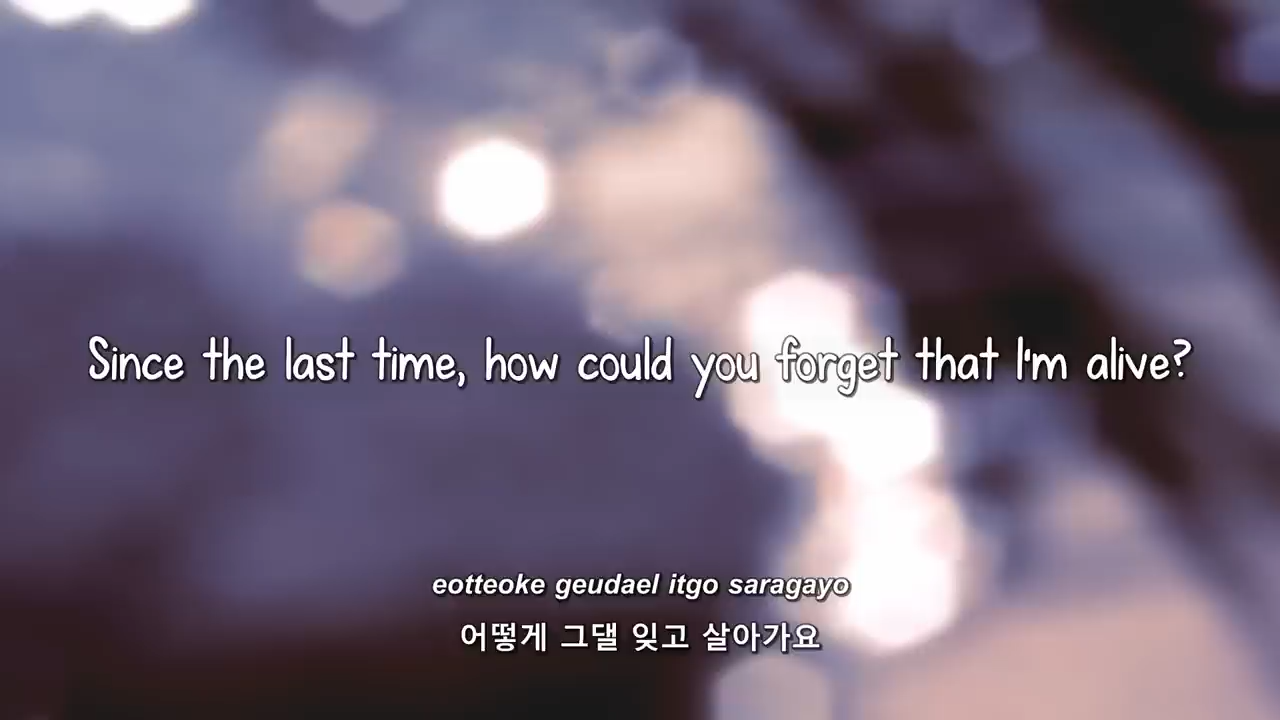 Since the last time, how could you forget that I'm alive?
eotteoke geudael itgo saragayo
어떻게 그댈 잊고 살아가요